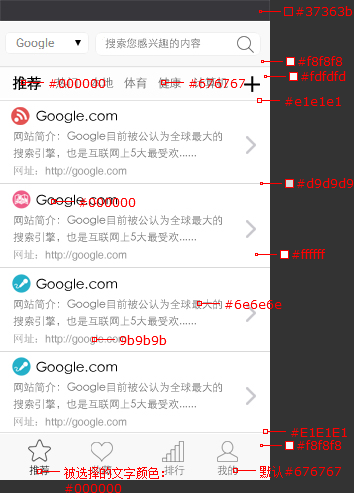 #37363b
Google ▼ 搜索您感兴趣的内容
#f8f8f8
#fdfdfd
推荐 #000000 体育 健康 #676767 +
#e1e1e1
Google.com
网站简介：Google目前被公认为全球最大的
搜索引擎，也是互联网上5大最受欢......
网址：http://google.com
#d9d9d9
Google.com
#000000
网站简介：Google目前被公认为全球最大的
搜索引擎，也是互联网上5大最受欢......
网址：http://google.com
#ffffff
Google.com
网站简介：Google目前被公认为全球最大的
#6e6e6e
搜索引擎，也是互联网上5大最受欢......
网址：http://google.com
9b9b9b
Google.com
网站简介：Google目前被公认为全球最大的
搜索引擎，也是互联网上5大最受欢......
网址：http://google.com
#E1E1E1
#f8f8f8
推荐 排行 我的 默认#676767
被选择的文字颜色：
#000000